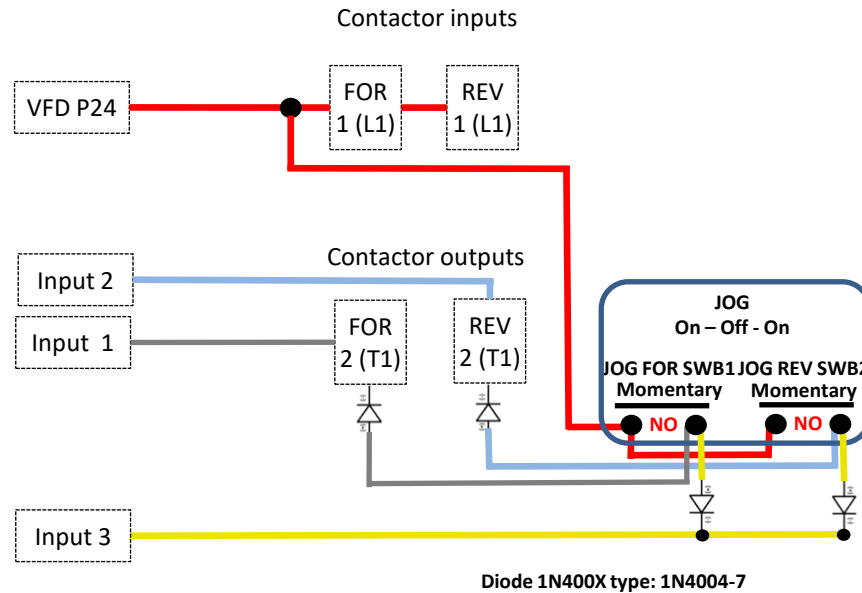 Contactor inputs
VFD P24
FOR
1 (L1)
REV
1 (L1)
Contactor outputs
Input 2
Input  1
FOR
2 (T1)
REV
2 (T1)
JOG
On – Off - On
JOG FOR SWB1
Momentary
JOG REV SWB2
Momentary
NO
NO
Input 3
Diode 1N400X type: 1N4004-7